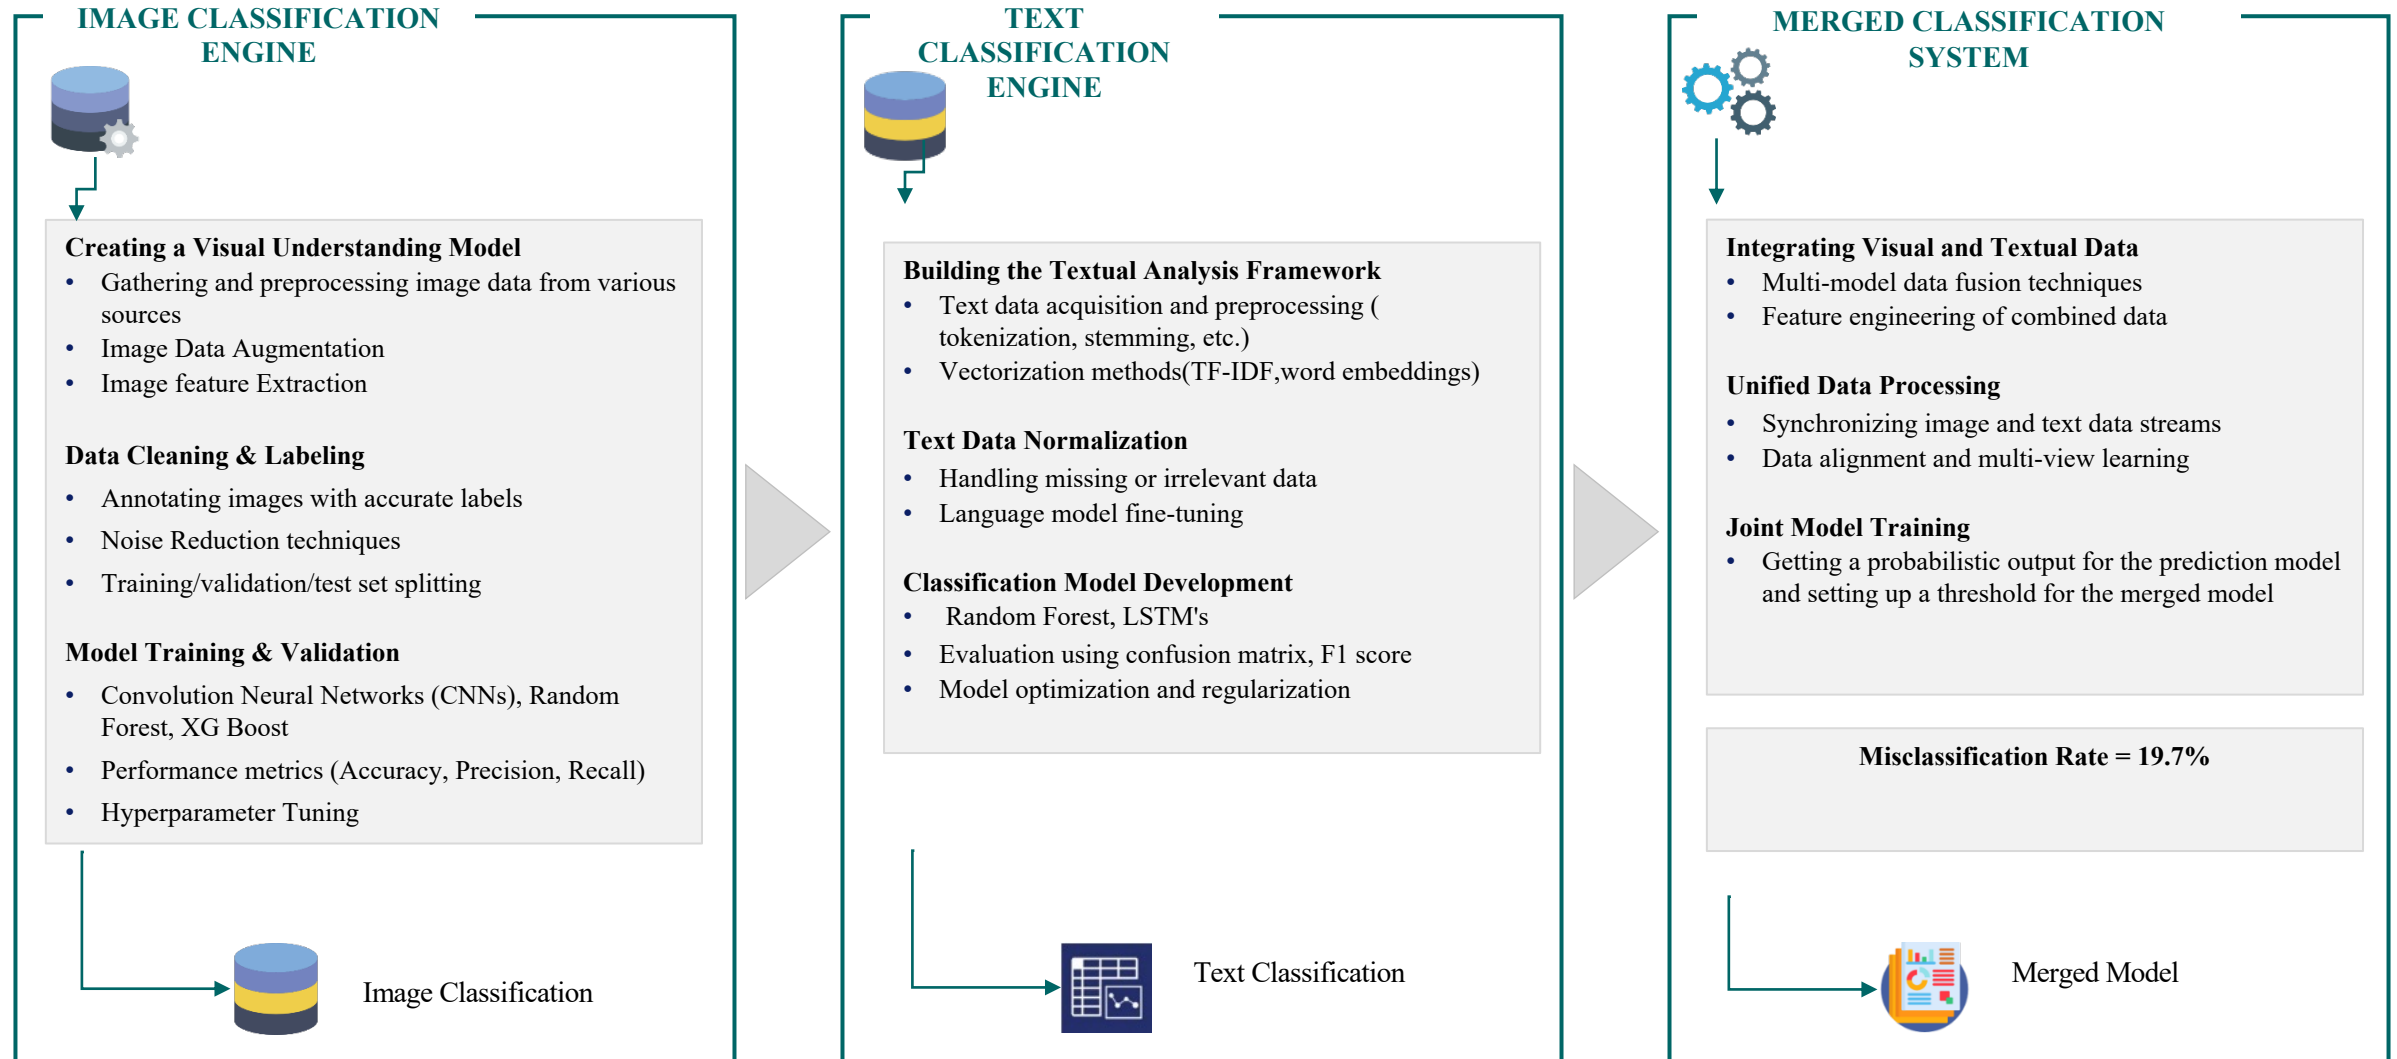 IMAGE CLASSIFICATION
ENGINE
Creating a Visual Understanding Model
• Gathering and preprocessing image data from various
sources
• Image Data Augmentation
• Image feature Extraction
Data Cleaning & Labeling
• Annotating images with accurate labels
• Noise Reduction techniques
• Training/validation/test set splitting
Model Training & Validation
• Convolution Neural Networks (CNNs), Random
Forest, XG Boost
• Performance metrics (Accuracy, Precision, Recall)
• Hyperparameter Tuning
Image Classification
TEXT
CLASSIFICATION
ENGINE
Building the Textual Analysis Framework
• Text data acquisition and preprocessing (
tokenization, stemming, etc.)
• Vectorization methods(TF-IDF,word embeddings)
Text Data Normalization
• Handling missing or irrelevant data
• Language model fine-tuning
Classification Model Development
• Random Forest, LSTM's
• Evaluation using confusion matrix, F1 score
• Model optimization and regularization
Text Classification
MERGED CLASSIFICATION
SYSTEM
Integrating Visual and Textual Data
• Multi-model data fusion techniques
• Feature engineering of combined data
Unified Data Processing
• Synchronizing image and text data streams
• Data alignment and multi-view learning
Joint Model Training
• Getting a probabilistic output for the prediction model
and setting up a threshold for the merged model
Misclassification Rate = 19.7%
Merged Model